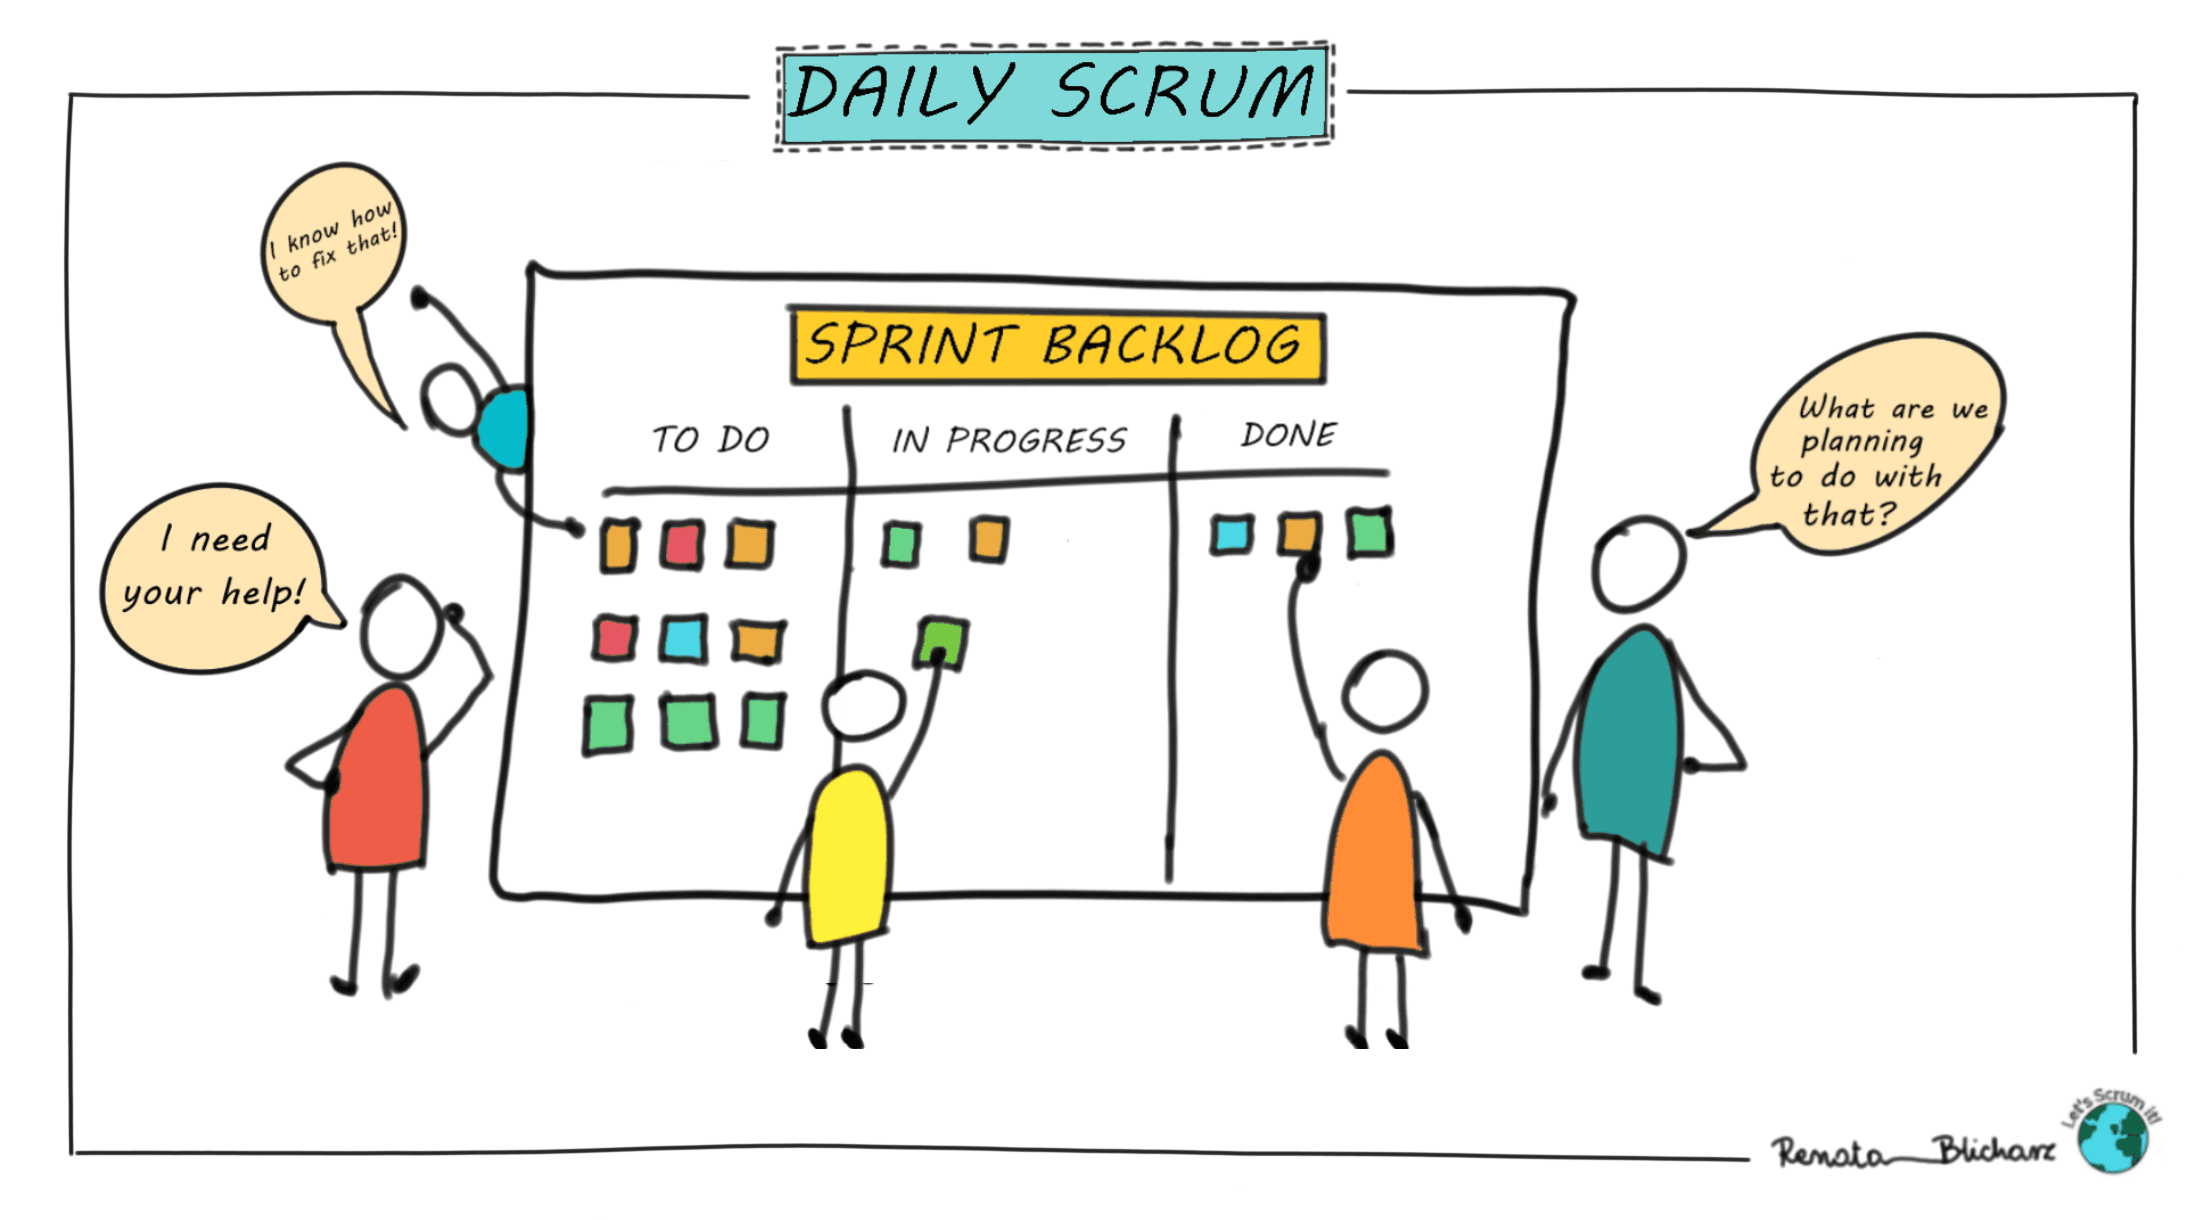 DAILY SCRUM
I know how
to fix that!
SPRINT BACKLOG
TO DO
IN PROGRESS
DONE
What are we
planning
to do with
that?
I need
your help!
Let's Scrum it!
Renata Blicharz